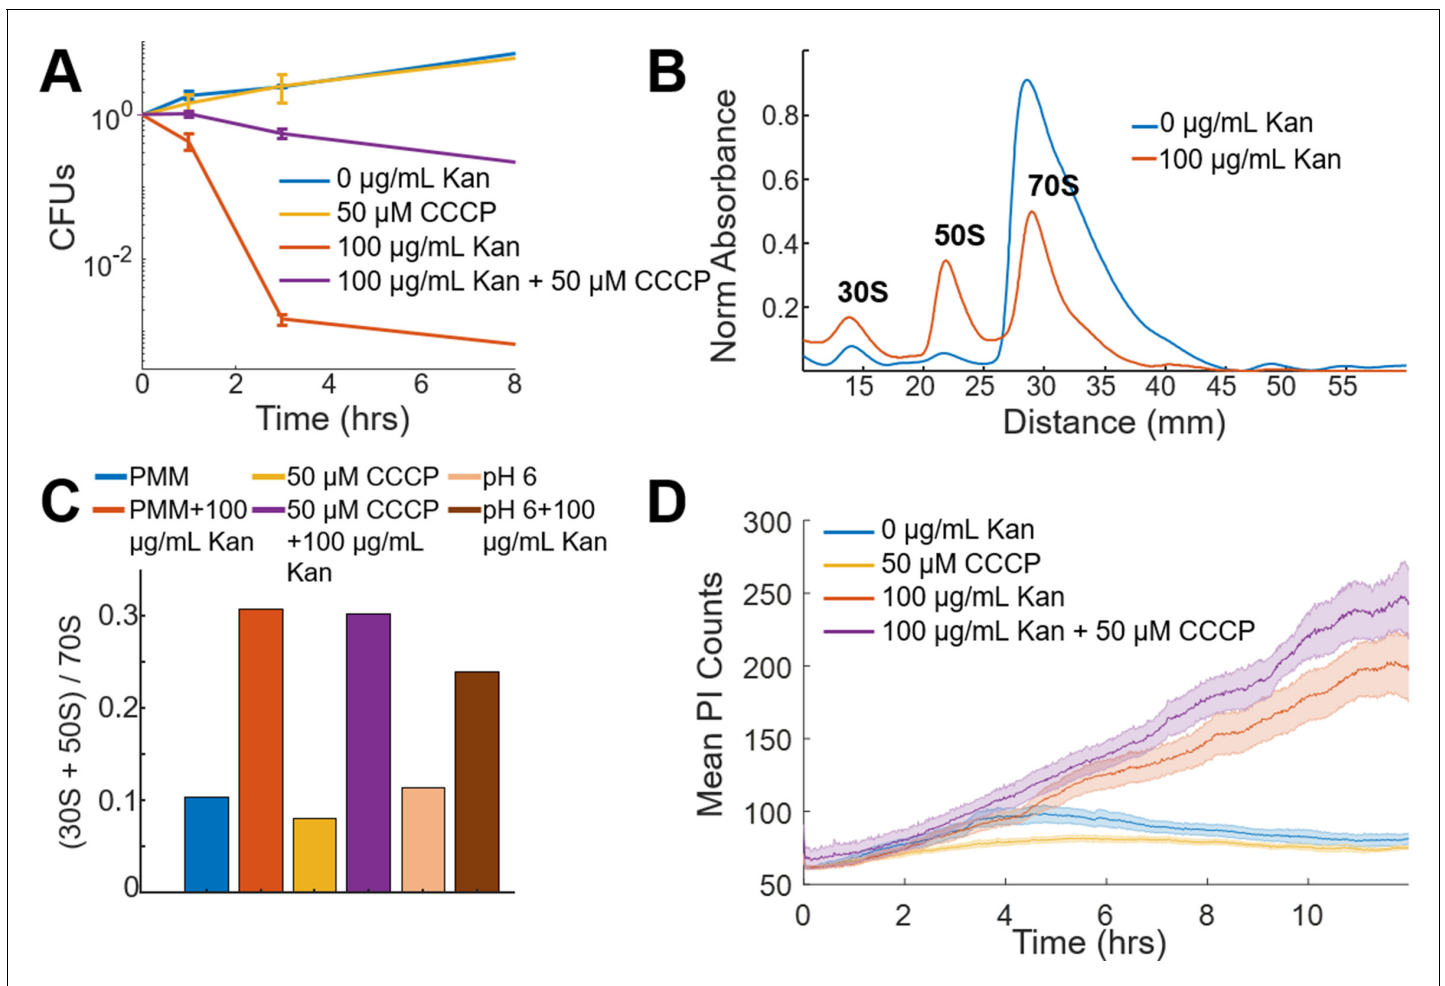 A
10^0
10^-2
CFUs
0 µg/mL Kan
50 µM CCCP
100 µg/mL Kan
100 µg/mL Kan + 50 µM CCCP
0 2 4 6 8
Time (hrs)
B
0.8
0.6
0.4
0.2
Norm Absorbance
0 µg/mL Kan
100 µg/mL Kan
30S
50S
70S
15 20 25 30 35 40 45 50 55
Distance (mm)
C
PMM
PMM+100
µg/mL Kan
50 µM CCCP
50 µM CCCP
+100 µg/mL
Kan
pH 6
pH 6+100
µg/mL Kan
0.3
0.2
0.1
0
(30S + 50S) / 70S
D
300
250
200
150
100
50
Mean PI Counts
0 µg/mL Kan
50 µM CCCP
100 µg/mL Kan
100 µg/mL Kan + 50 µM CCCP
0 2 4 6 8 10
Time (hrs)